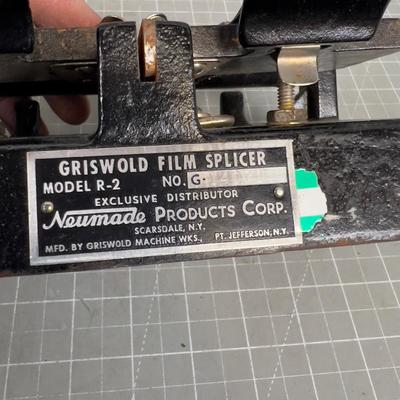 GRISWOLD FILM SPLICER
MODEL R-2 NO. G-
EXCLUSIVE DISTRIBUTOR
Neumade PRODUCTS CORP.
SCARSDALE, N.Y.
MFD. BY GRISWOLD MACHINE WKS., PT. JEFFERSON, N.Y.